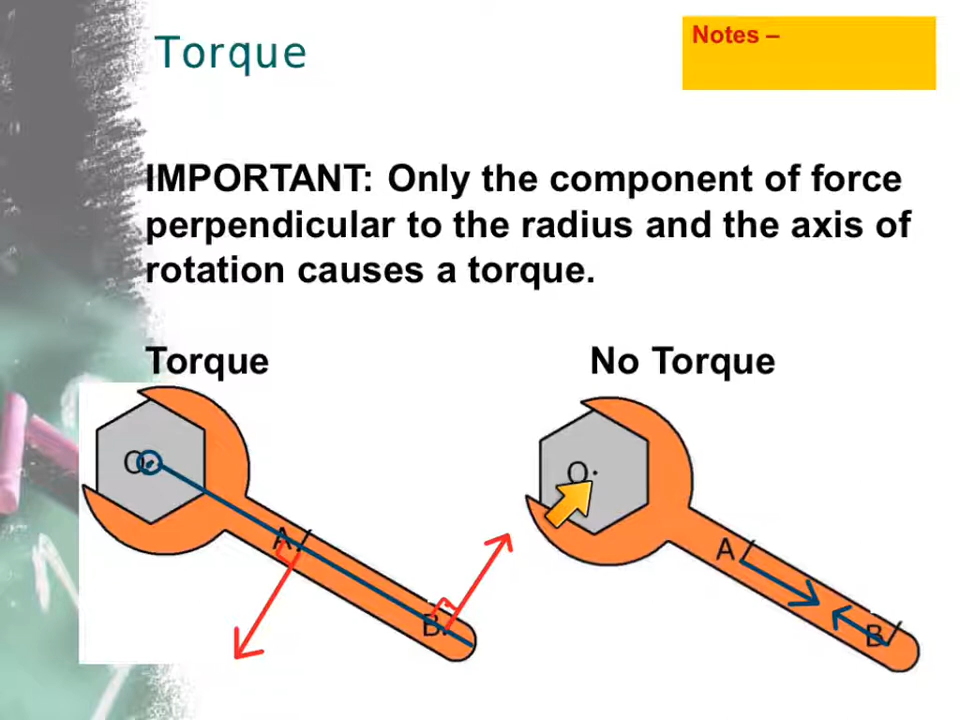 Torque
Notes –
IMPORTANT: Only the component of force
perpendicular to the radius and the axis of
rotation causes a torque.
Torque
No Torque
O
A
B
O
A
B